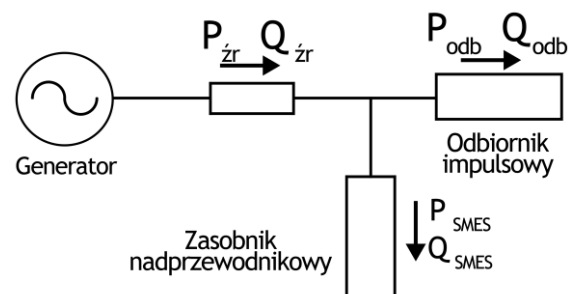 P źr Q źr
P odb Q odb
Generator
Odbiornik
impulsowy
Zasobnik
nadprzewodnikowy
P SMES
Q SMES